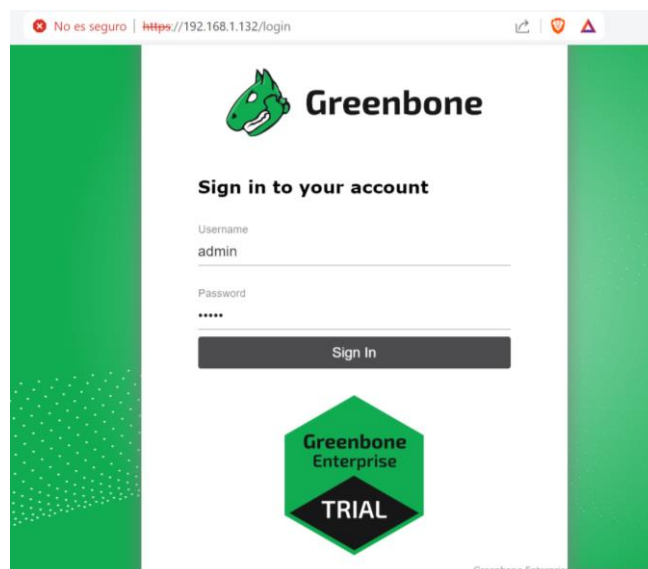 No es seguro | https://192.168.1.132/login
Greenbone
Sign in to your account
Username
admin
Password
•••••
Sign In
Greenbone
Enterprise
TRIAL